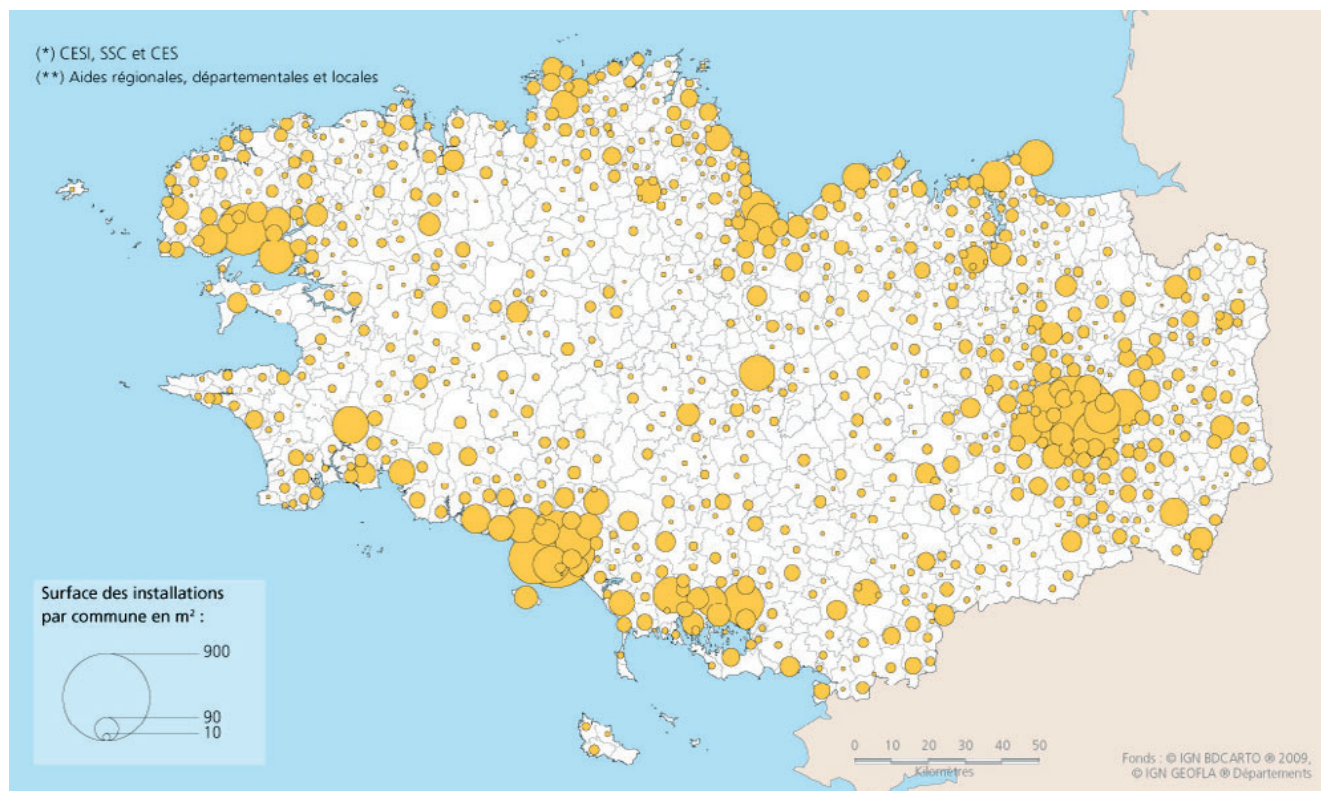 (*) CESI, SSC et CES
(**) Aides régionales, départementales et locales
Surface des installations
par commune en m² :
900
90
10
0 10 20 30 40 50
Kilomètres
Fonds : © IGN BDCARTO ® 2009,
© IGN GEOFLA ® Départements